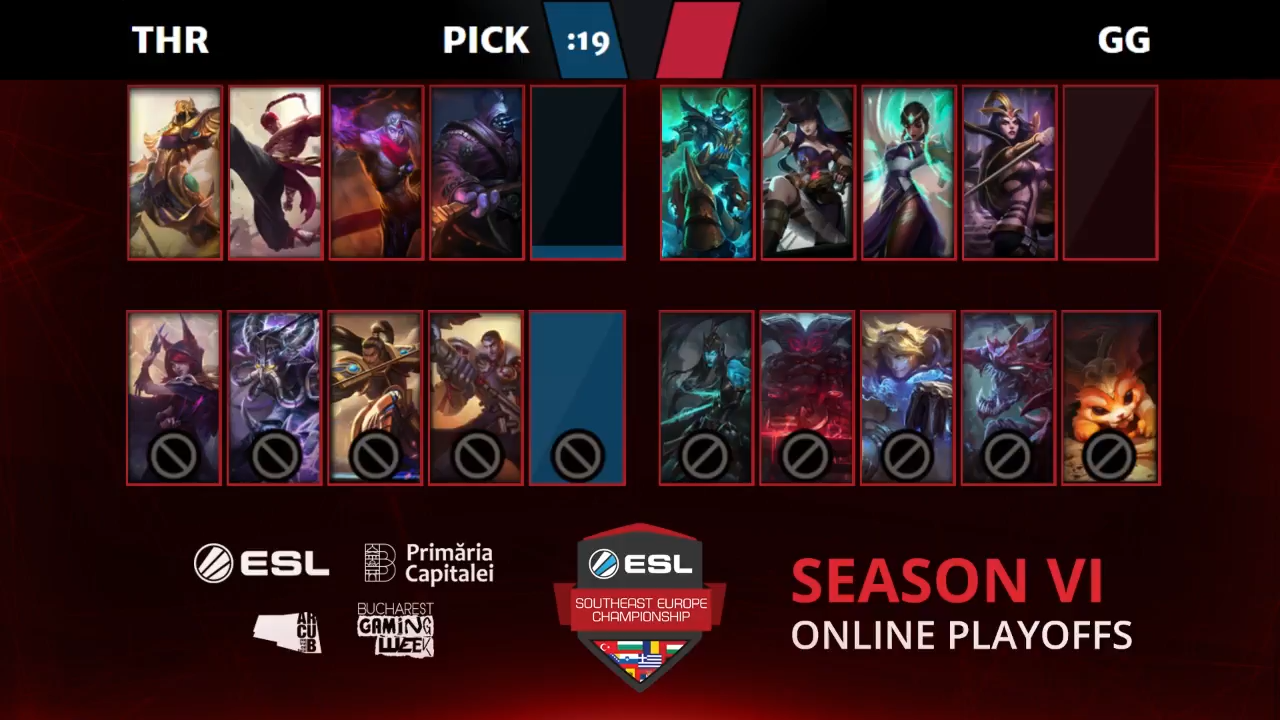 THR
PICK
:19
GG
ESL
Primăria
Capitalei
ARCUB
BUCHAREST
GAMING
WEEK
ESL
SOUTHEAST EUROPE
CHAMPIONSHIP
SEASON VI
ONLINE PLAYOFFS